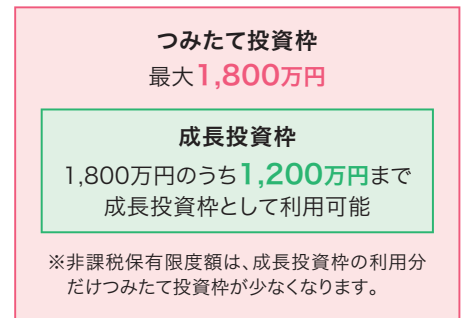 つみたて投資枠
最大1,800万円
成長投資枠
1,800万円のうち1,200万円まで
成長投資枠として利用可能
※非課税保有限度額は、成長投資枠の利用分
だけつみたて投資枠が少なくなります。